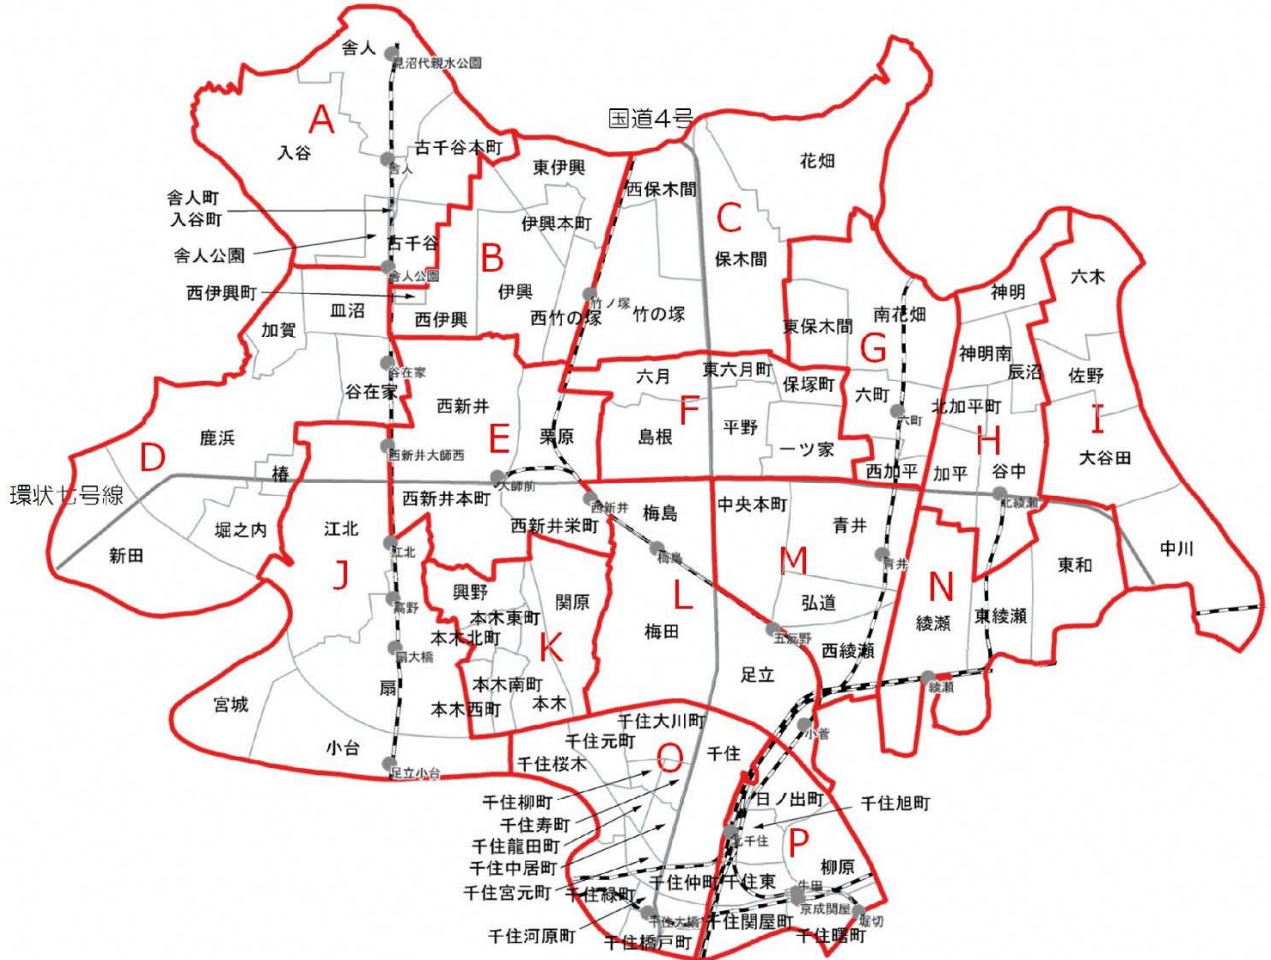 舎人
見沼代親水公園
国道4号
A
入谷
古千谷本町
舎人
東伊興
花畑
西保木間
舎人町
入谷町
伊興本町
C
舎人公園
古千谷
B
保木間
舎人公園
六木
西伊興町
伊興
神明
皿沼
西伊興
西竹の塚
竹ノ塚
竹の塚
東保木間
南花畑
加賀
G
神明南
谷在家
谷在家
六月
東六月町
保塚町
辰沼
佐野
西新井
F
六町
六町
北加平町
I
鹿浜
D
E
栗原
島根
平野
一ツ家
H
大谷田
西新井大師西
椿
大師前
西加平
加平
谷中
環状七号線
西新井本町
西新井
梅島
中央本町
北綾瀬
堀之内
江北
西新井栄町
青井
新田
江北
梅島
M
青井
東和
中川
J
興野
関原
L
N
高野
本木東町
弘道
綾瀬
東綾瀬
本木北町
K
梅田
五反野
扇大橋
西綾瀬
扇
本木南町
足立
綾瀬
宮城
本木西町
本木
小台
千住大川町
小菅
千住元町
足立小台
千住桜木
O
千住
千住柳町
日ノ出町
千住旭町
千住寿町
北千住
千住龍田町
P
千住中居町
柳原
千住宮元町
千住緑町
千住仲町
千住東
牛田
京成関屋
千住河原町
千住大橋
千住関屋町
堀切
千住橋戸町
千住曙町